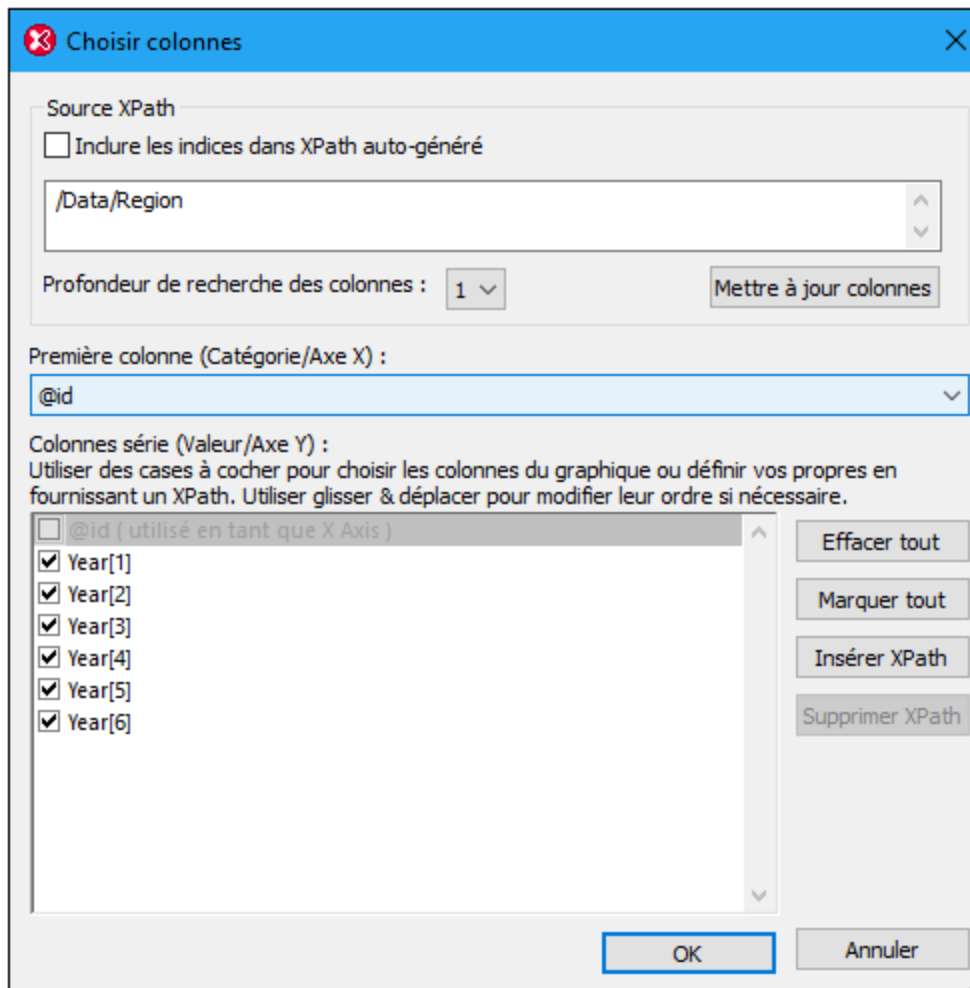 Choisir colonnes
Source XPath
Inclure les indices dans XPath auto-généré
/Data/Region
Profondeur de recherche des colonnes :
1
Mettre à jour colonnes
Première colonne (Catégorie/Axe X) :
@id
Colonnes série (Valeur/Axe Y) :
Utiliser des cases à cocher pour choisir les colonnes du graphique ou définir vos propres en
fournissant un XPath. Utiliser glisser & déplacer pour modifier leur ordre si nécessaire.
@id ( utilisé en tant que X Axis )
Year[1]
Year[2]
Year[3]
Year[4]
Year[5]
Year[6]
Effacer tout
Marquer tout
Insérer XPath
Supprimer XPath
OK
Annuler